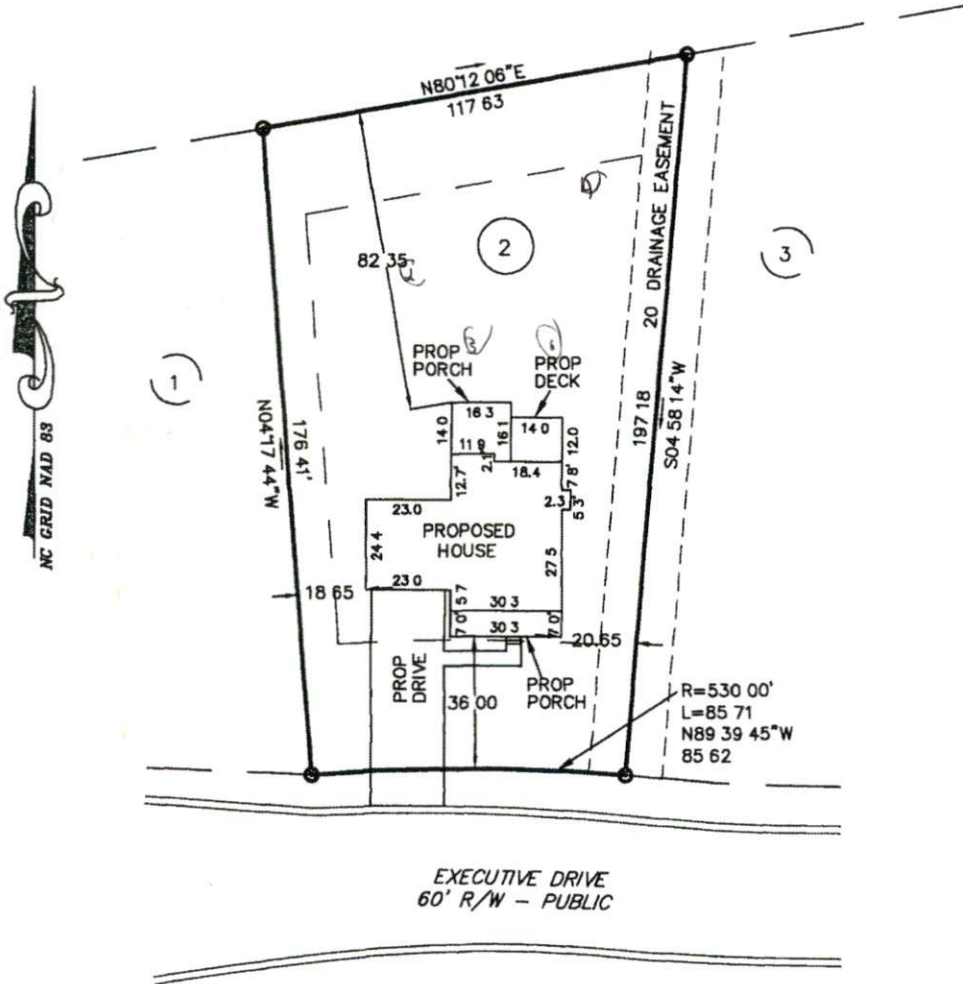 N80°12 06"E
117 63
20 DRAINAGE EASEMENT
2
3
82 35
1
PROP
PORCH
PROP
DECK
NC GRID NAD 83
N04°17 44"W
176 41'
197 18
S04 58 14"W
16 3
14 0
14 0
16 1
12.0
11 9
2.1
18.4
12.7'
7 8'
2.3
5 3'
23.0
PROPOSED
HOUSE
24 4
27 5
23 0
18 65
5 7
30 3
7 0'
30 3
7 0'
20.65
PROP
DRIVE
36 00
PROP
PORCH
R=530 00'
L=85 71
N89 39 45"W
85 62
EXECUTIVE DRIVE
60' R/W - PUBLIC